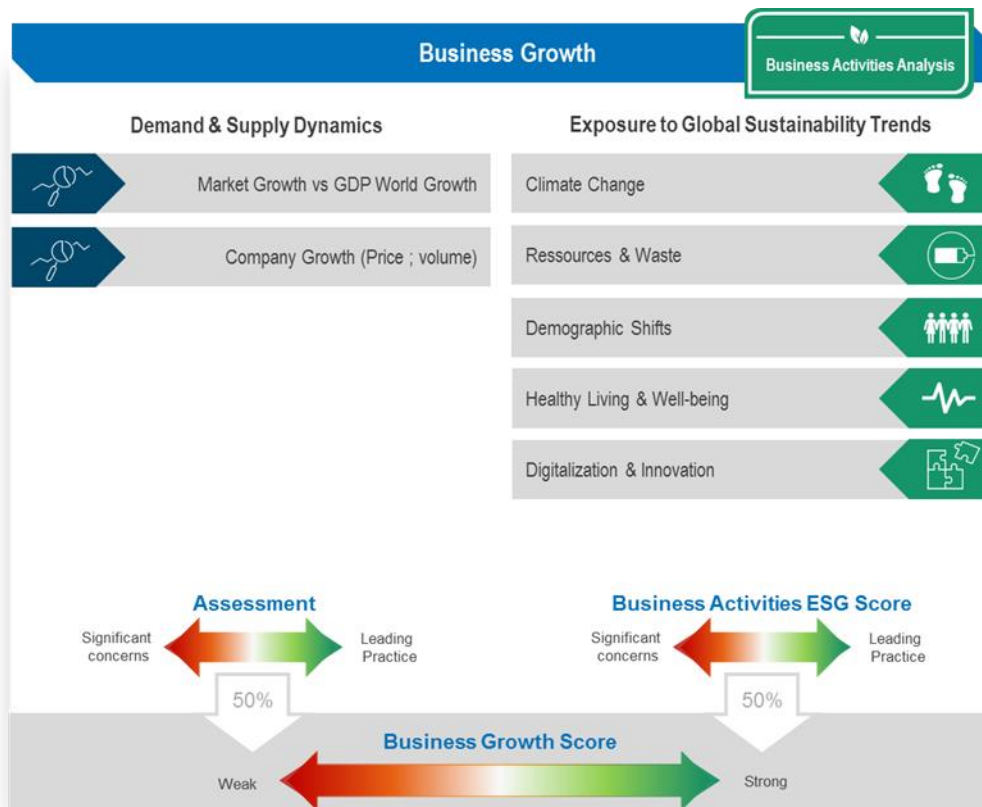 Business Growth
Business Activities Analysis
Demand & Supply Dynamics
Market Growth vs GDP World Growth
Company Growth (Price ; volume)
Exposure to Global Sustainability Trends
Climate Change
Ressources & Waste
Demographic Shifts
Healthy Living & Well-being
Digitalization & Innovation
Assessment
Significant
concerns
Leading
Practice
50%
Business Activities ESG Score
Significant
concerns
Leading
Practice
50%
Business Growth Score
Weak
Strong